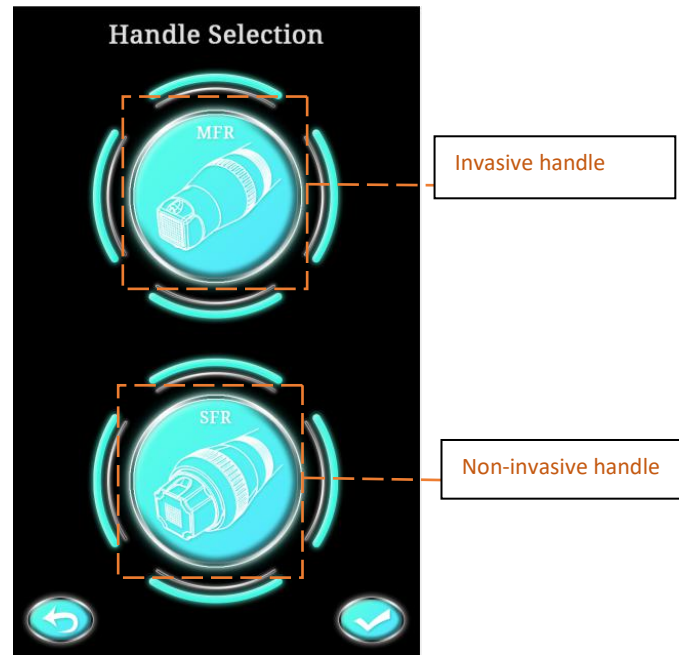 Handle Selection
MFR
Invasive handle
SFR
Non-invasive handle